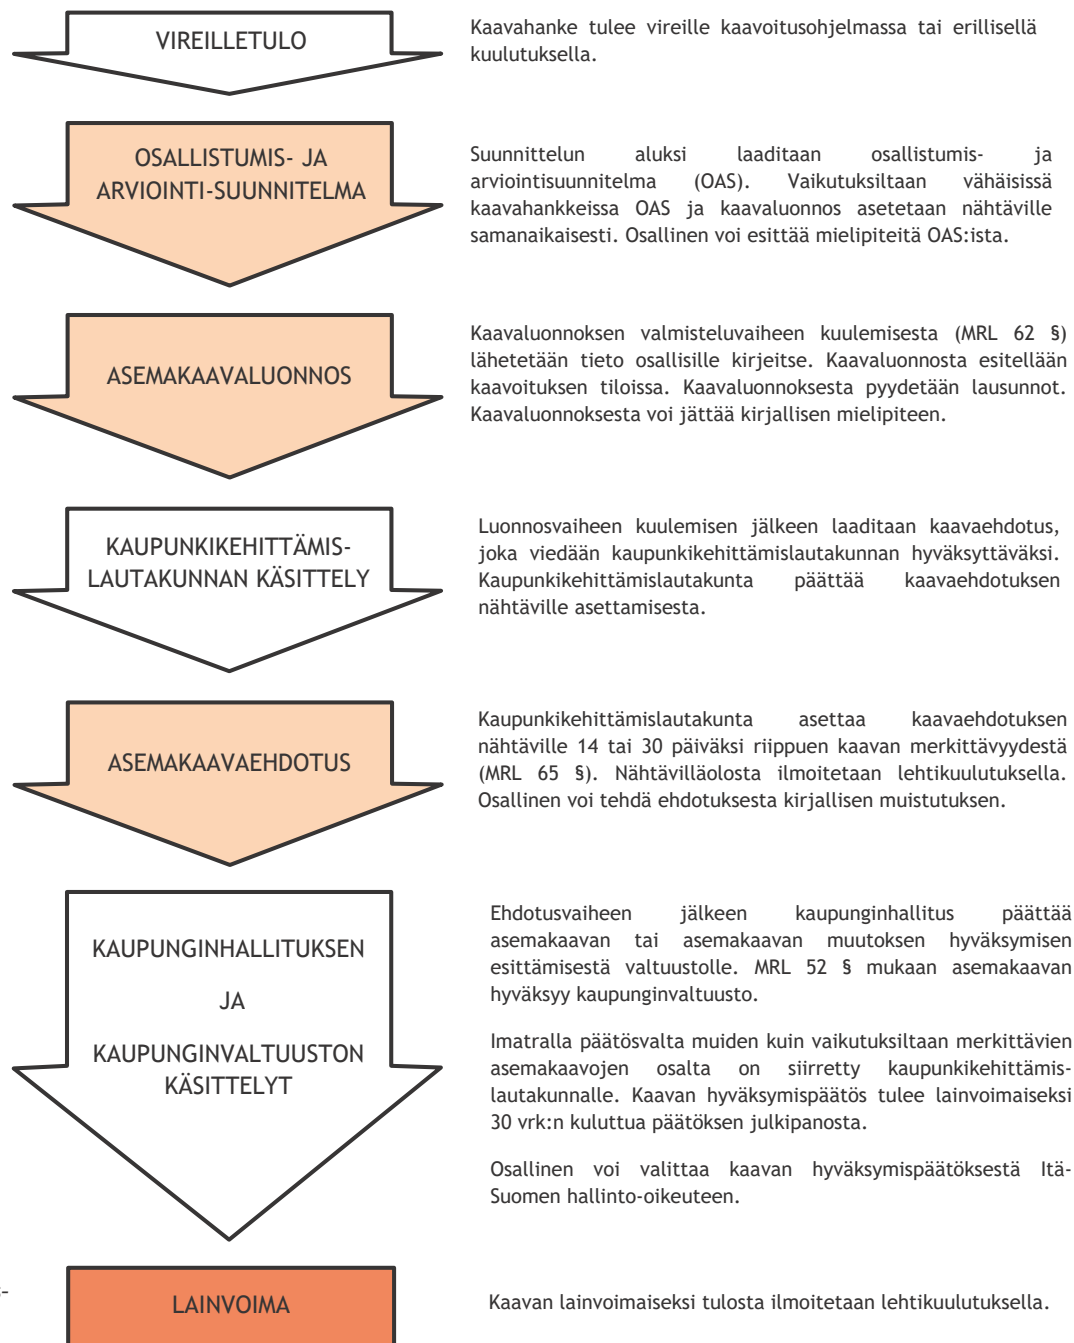 VIREILLETULO
Kaavahanke tulee vireille kaavoitusohjelmassa tai erillisellä
kuulutuksella.
OSALLISTUMIS- JA
ARVIOINTI-SUUNNITELMA
Suunnittelun aluksi laaditaan osallistumis- ja
arviointisuunnitelma (OAS). Vaikutuksiltaan vähäisissä
kaavahankkeissa OAS ja kaavaluonnos asetetaan nähtäville
samanaikaisesti. Osallinen voi esittää mielipiteitä OAS:ista.
ASEMAKAAVALUONNOS
Kaavaluonnoksen valmisteluvaiheen kuulemisesta (MRL 62 §)
lähetetään tieto osallisille kirjeitse. Kaavaluonnosta esitellään
kaavoituksen tiloissa. Kaavaluonnoksesta pyydetään lausunnot.
Kaavaluonnoksesta voi jättää kirjallisen mielipiteen.
KAUPUNKIKEHITTÄMIS-
LAUTAKUNNAN KÄSITTELY
Luonnosvaiheen kuulemisen jälkeen laaditaan kaavaehdotus,
joka viedään kaupunkikehittämislautakunnan hyväksyttäväksi.
Kaupunkikehittämislautakunta päättää kaavaehdotuksen
nähtäville asettamisesta.
ASEMAKAAVAEHDOTUS
Kaupunkikehittämislautakunta asettaa kaavaehdotuksen
nähtäville 14 tai 30 päiväksi riippuen kaavan merkittävyydestä
(MRL 65 §). Nähtävilläolosta ilmoitetaan lehtikuulutuksella.
Osallinen voi tehdä ehdotuksesta kirjallisen muistutuksen.
KAUPUNGINHALLITUKSEN
JA
KAUPUNGINVALTUUSTON
KÄSITTELYT
Ehdotusvaiheen jälkeen kaupunginhallitus päättää
asemakaavan tai asemakaavan muutoksen hyväksymisen
esittämisestä valtuustolle. MRL 52 § mukaan asemakaavan
hyväksyy kaupunginvaltuusto.
Imatralla päätösvalta muiden kuin vaikutuksiltaan merkittävien
asemakaavojen osalta on siirretty kaupunkikehittämis-
lautakunnalle. Kaavan hyväksymispäätös tulee lainvoimaiseksi
30 vrk:n kuluttua päätöksen julkipanosta.
Osallinen voi valittaa kaavan hyväksymispäätöksestä Itä-
Suomen hallinto-oikeuteen.
LAINVOIMA
Kaavan lainvoimaiseksi tulosta ilmoitetaan lehtikuulutuksella.